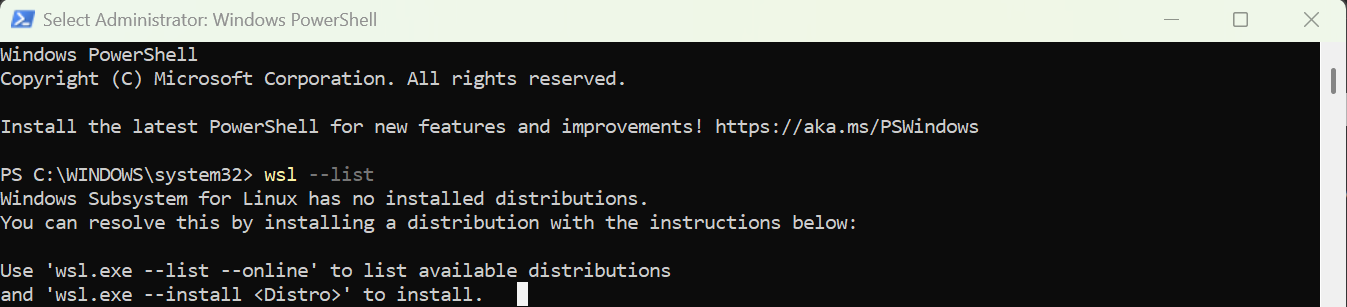 Select Administrator: Windows PowerShell
Windows PowerShell
Copyright (C) Microsoft Corporation. All rights reserved.
Install the latest PowerShell for new features and improvements! https://aka.ms/PSWindows
PS C:\WINDOWS\system32> wsl --list
Windows Subsystem for Linux has no installed distributions.
You can resolve this by installing a distribution with the instructions below:
Use 'wsl.exe --list --online' to list available distributions
and 'wsl.exe --install <Distro>' to install.